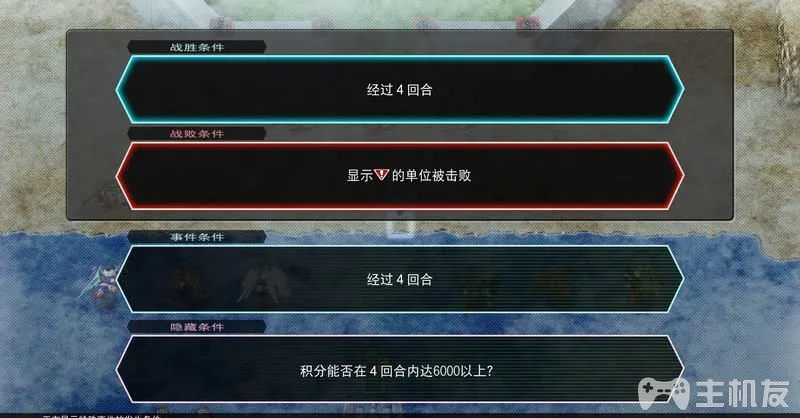 战胜条件
经过4回合
战败条件
显示的单位被击败
事件条件
经过4回合
隐藏条件
积分能否在4回合内达6000以上?
主机友